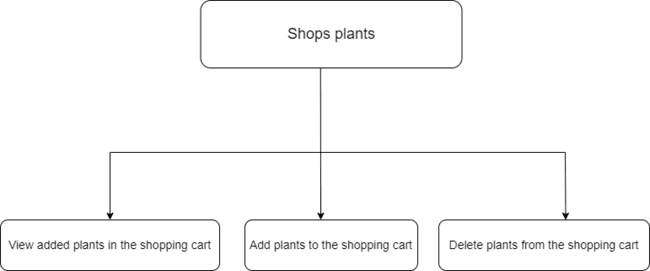 Shops plants
View added plants in the shopping cart
Add plants to the shopping cart
Delete plants from the shopping cart